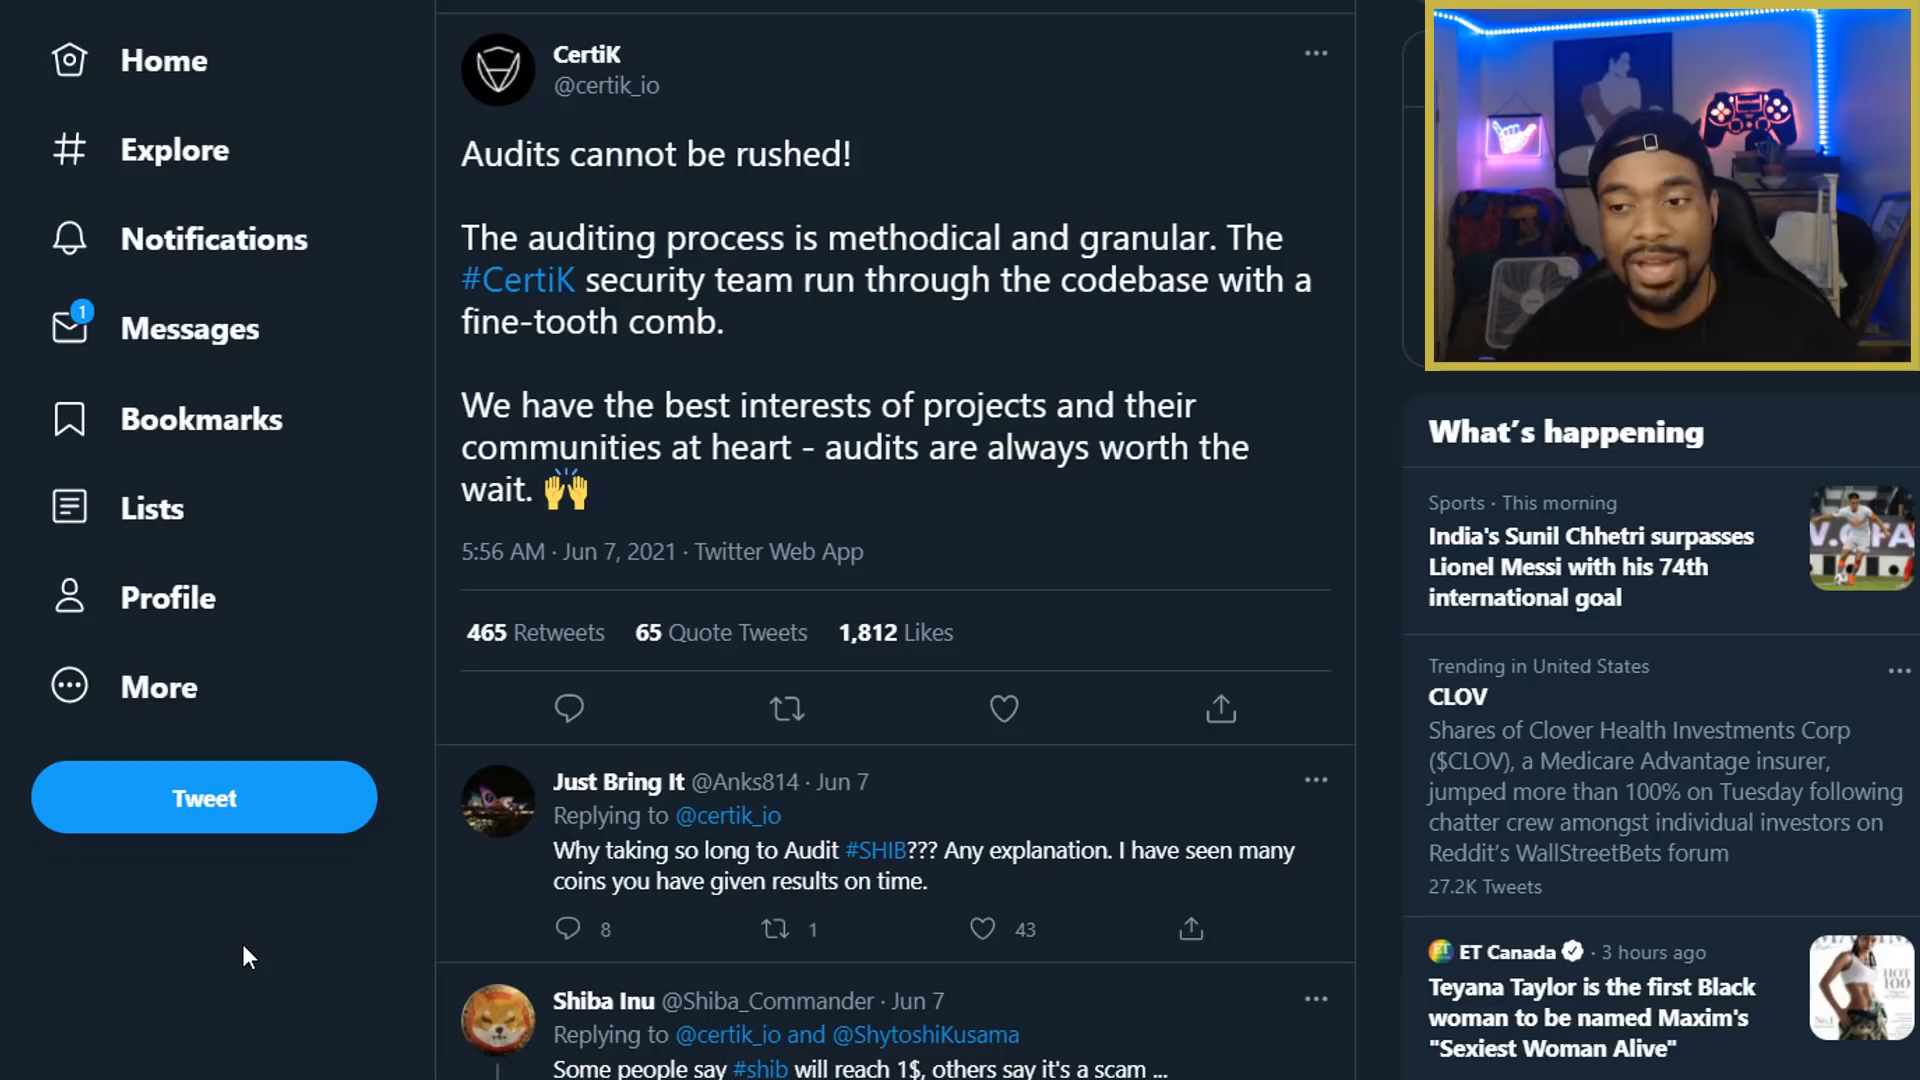 Home
Explore
Notifications
1
Messages
Bookmarks
Lists
Profile
More
Tweet
CertiK
@certik_io
Audits cannot be rushed!
The auditing process is methodical and granular. The
#CertiK security team run through the codebase with a
fine-tooth comb.
We have the best interests of projects and their
communities at heart - audits are always worth the
wait. 🙌
5:56 AM · Jun 7, 2021 · Twitter Web App
465 Retweets 65 Quote Tweets 1,812 Likes
Just Bring It @Anks814 · Jun 7
Replying to @certik_io
Why taking so long to Audit #SHIB??? Any explanation. I have seen many
coins you have given results on time.
8 1 43
Shiba Inu @Shiba_Commander · Jun 7
Replying to @certik_io and @ShytoshiKusama
Some people say #shib will reach 1$, others say it's a scam ...
What's happening
Sports · This morning
India's Sunil Chhetri surpasses
Lionel Messi with his 74th
international goal
Trending in United States
CLOV
Shares of Clover Health Investments Corp
($CLOV), a Medicare Advantage insurer,
jumped more than 100% on Tuesday following
chatter crew amongst individual investors on
Reddit's WallStreetBets forum
27.2K Tweets
ET Canada · 3 hours ago
Teyana Taylor is the first Black
woman to be named Maxim's
"Sexiest Woman Alive"
HOT
100